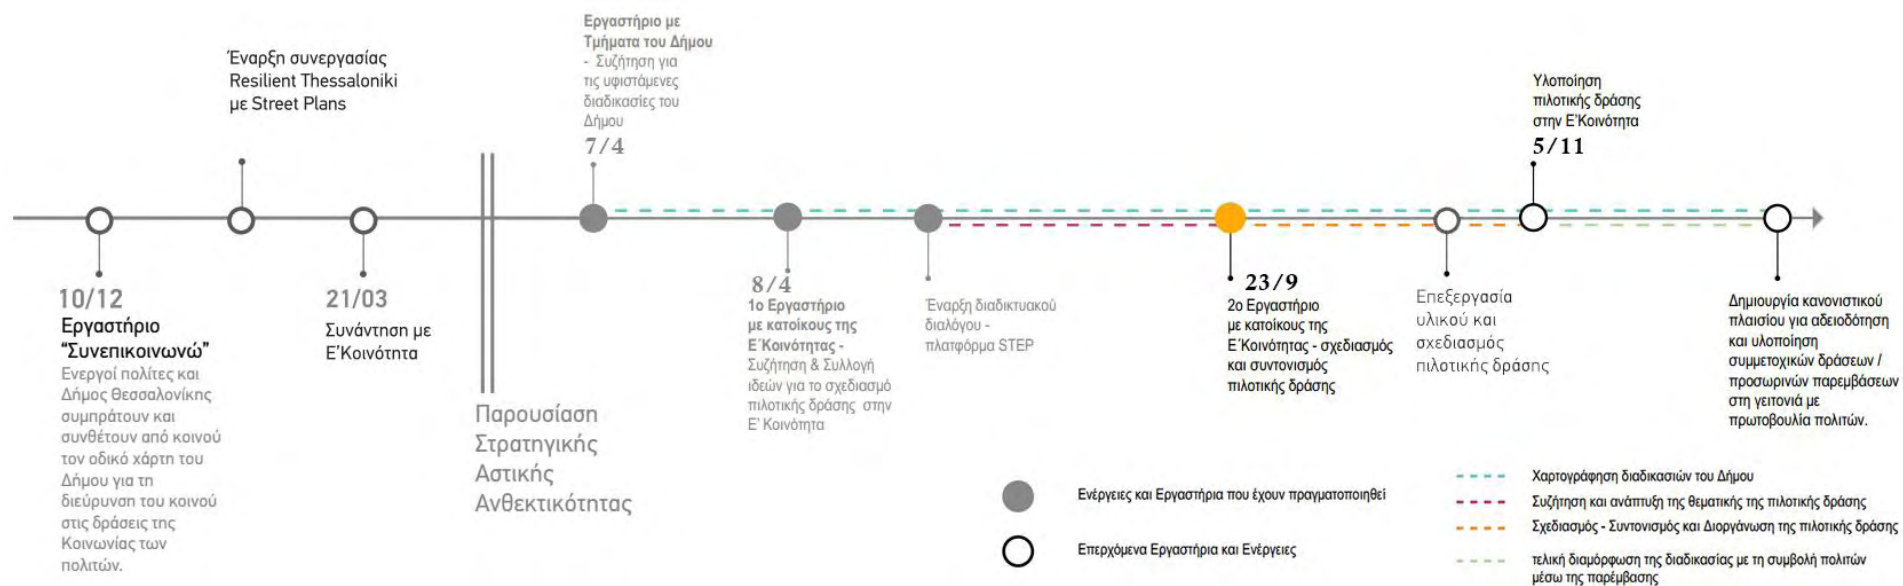 Έναρξη συνεργασίας
Resilient Thessaloniki
με Street Plans
Εργαστήριο με
Τμήματα του Δήμου
- Συζήτηση για
τις υφιστάμενες
διαδικασίες του
Δήμου
7/4
Υλοποίηση
πιλοτικής δράσης
στην Ε'Κοινότητα
5/11
10/12
Εργαστήριο
“Συνεπικοινωνώ”
Ενεργοί πολίτες και
Δήμος Θεσσαλονίκης
συμπράτουν και
συνθέτουν από κοινού
τον οδικό χάρτη του
Δήμου για τη
διεύρυνση του κοινού
στις δράσεις της
Κοινωνίας των
πολιτών.
21/03
Συνάντηση με
Ε'Κοινότητα
Παρουσίαση
Στρατηγικής
Αστικής
Ανθεκτικότητας
8/4
1ο Εργαστήριο
με κατοίκους της
Ε΄Κοινότητας -
Συζήτηση & Συλλογή
ιδεών για το σχεδιασμό
πιλοτικής δράσης στην
Ε' Κοινότητα
Έναρξη διαδικτυακού
διαλόγου -
πλατφόρμα STEP
23/9
2ο Εργαστήριο
με κατοίκους της
Ε΄Κοινότητας - σχεδιασμός
και συντονισμός
πιλοτικής δράσης
Επεξεργασία
υλικού και
σχεδιασμός
πιλοτικής δράσης
Δημιουργία κανονιστικού
πλαισίου για αδειοδότηση
και υλοποίηση
συμμετοχικών δράσεων /
προσωρινών παρεμβάσεων
στη γειτονιά με
πρωτοβουλία πολιτών.
Ενέργειες και Εργαστήρια που έχουν πραγματοποιηθεί
Επερχόμενα Εργαστήρια και Ενέργειες
Χαρτογράφηση διαδικασιών του Δήμου
Συζήτηση και ανάπτυξη της θεματικής της πιλοτικής δράσης
Σχεδιασμός - Συντονισμός και Διοργάνωση της πιλοτικής δράσης
τελική διαμόρφωση της διαδικασίας με τη συμβολή πολιτών
μέσω της παρέμβασης